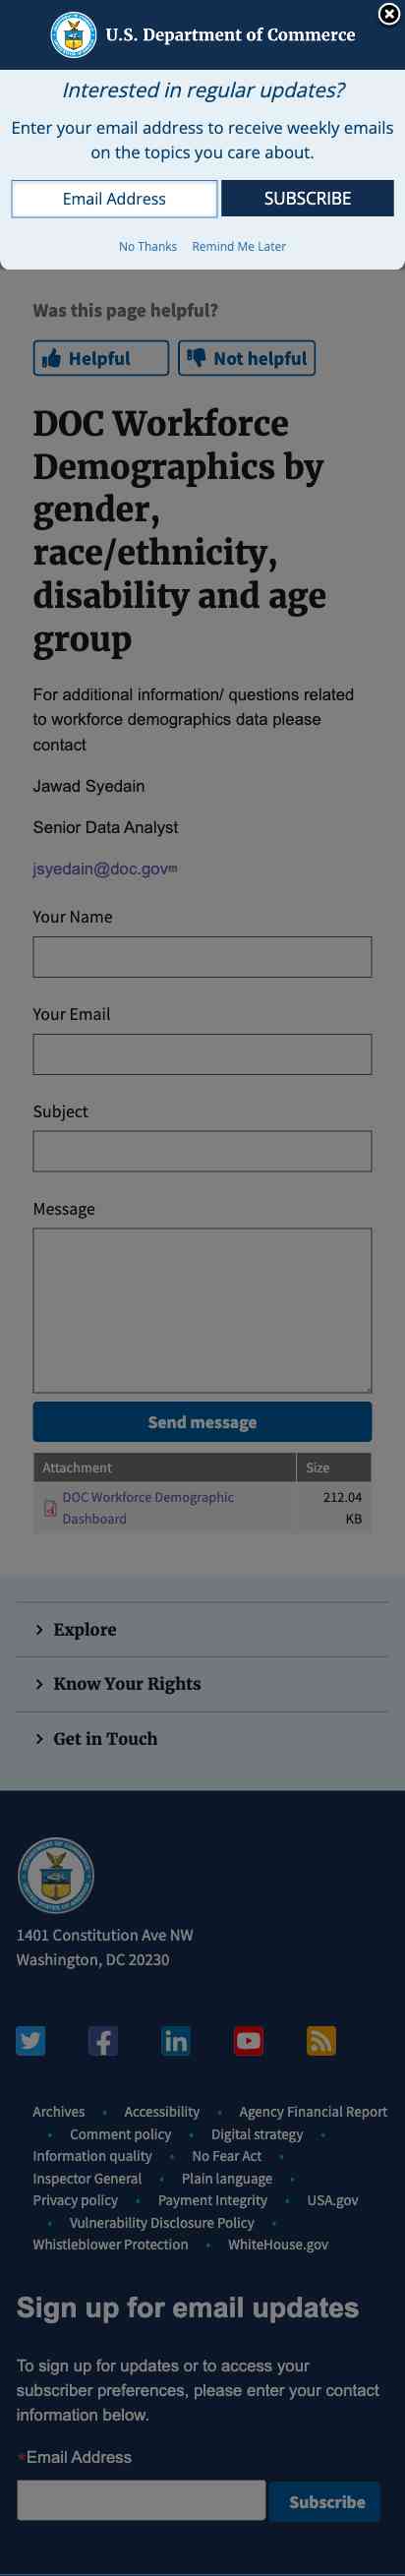 U.S. Department of Commerce
Interested in regular updates?
Enter your email address to receive weekly emails
on the topics you care about.
Email Address
SUBSCRIBE
No Thanks Remind Me Later
Was this page helpful?
Helpful
Not helpful
DOC Workforce
Demographics by
gender,
race/ethnicity,
disability and age
group
For additional information/ questions related
to workforce demographics data please
contact
Jawad Syedain
Senior Data Analyst
jsyedain@doc.gov
Your Name
Your Email
Subject
Message
Send message
Attachment Size
DOC Workforce Demographic
Dashboard
212.04
KB
Explore
Know Your Rights
Get in Touch
1401 Constitution Ave NW
Washington, DC 20230
Archives • Accessibility • Agency Financial Report
• Comment policy • Digital strategy •
Information quality • No Fear Act •
Inspector General • Plain language •
Privacy policy • Payment Integrity • USA.gov
• Vulnerability Disclosure Policy •
Whistleblower Protection • WhiteHouse.gov
Sign up for email updates
To sign up for updates or to access your
subscriber preferences, please enter your contact
information below.
*Email Address
Subscribe